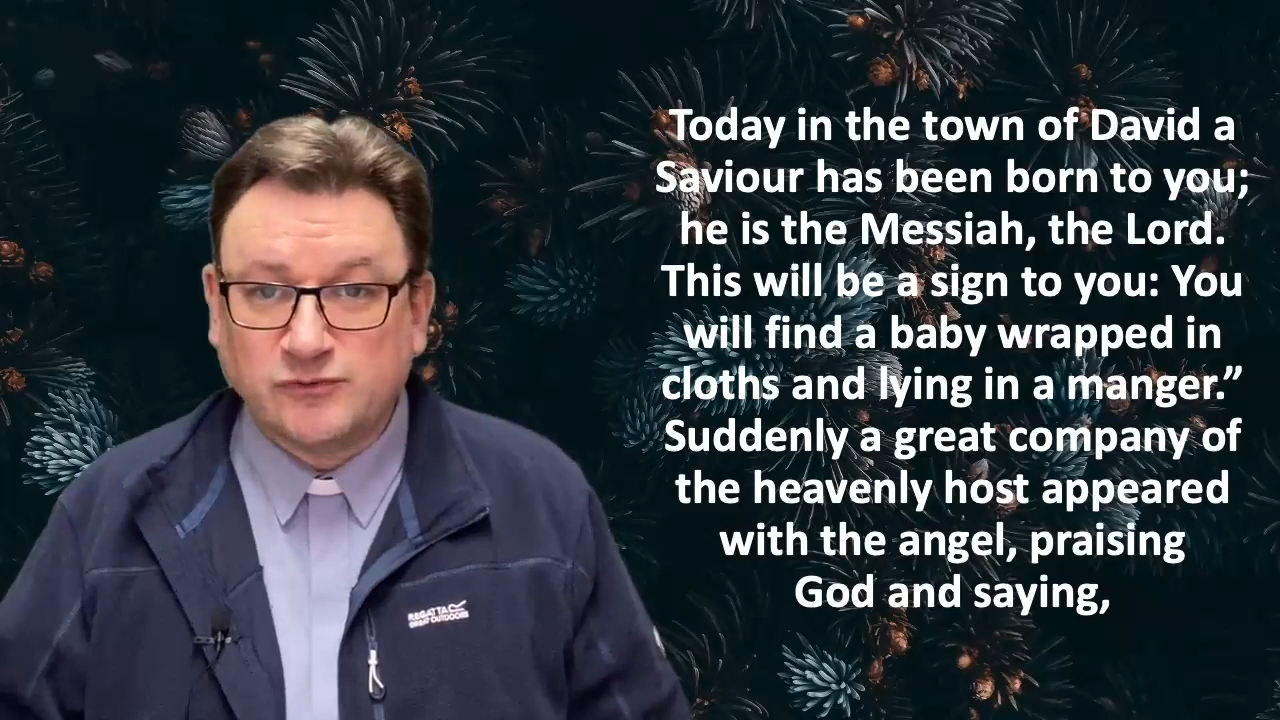 Today in the town of David a
Saviour has been born to you;
he is the Messiah, the Lord.
This will be a sign to you: You
will find a baby wrapped in
cloths and lying in a manger.”
Suddenly a great company of
the heavenly host appeared
with the angel, praising
God and saying,
REGATTA
GREAT OUTDOORS